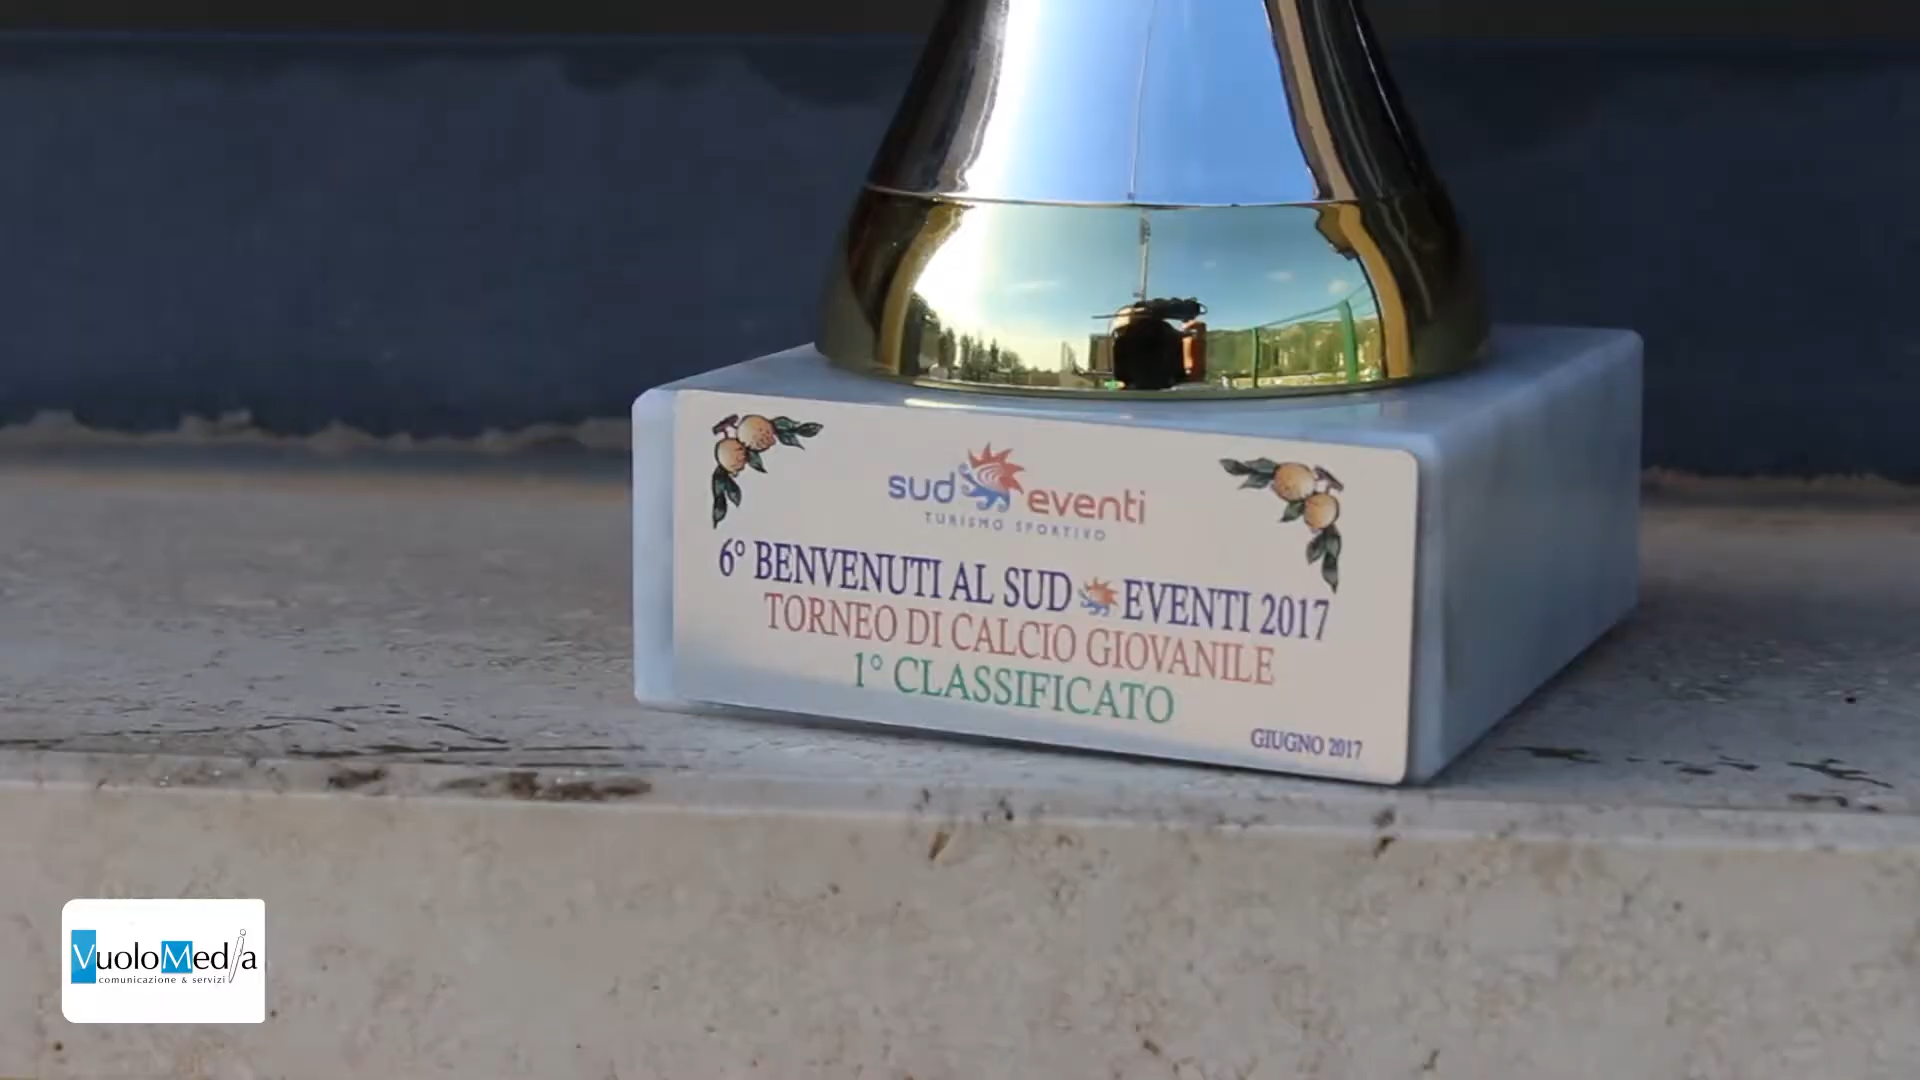 sud eventi
TURISMO SPORTIVO
6° BENVENUTI AL SUD EVENTI 2017
TORNEO DI CALCIO GIOVANILE
1° CLASSIFICATO
GIUGNO 2017
VuoloMedia
comunicazione & servizi